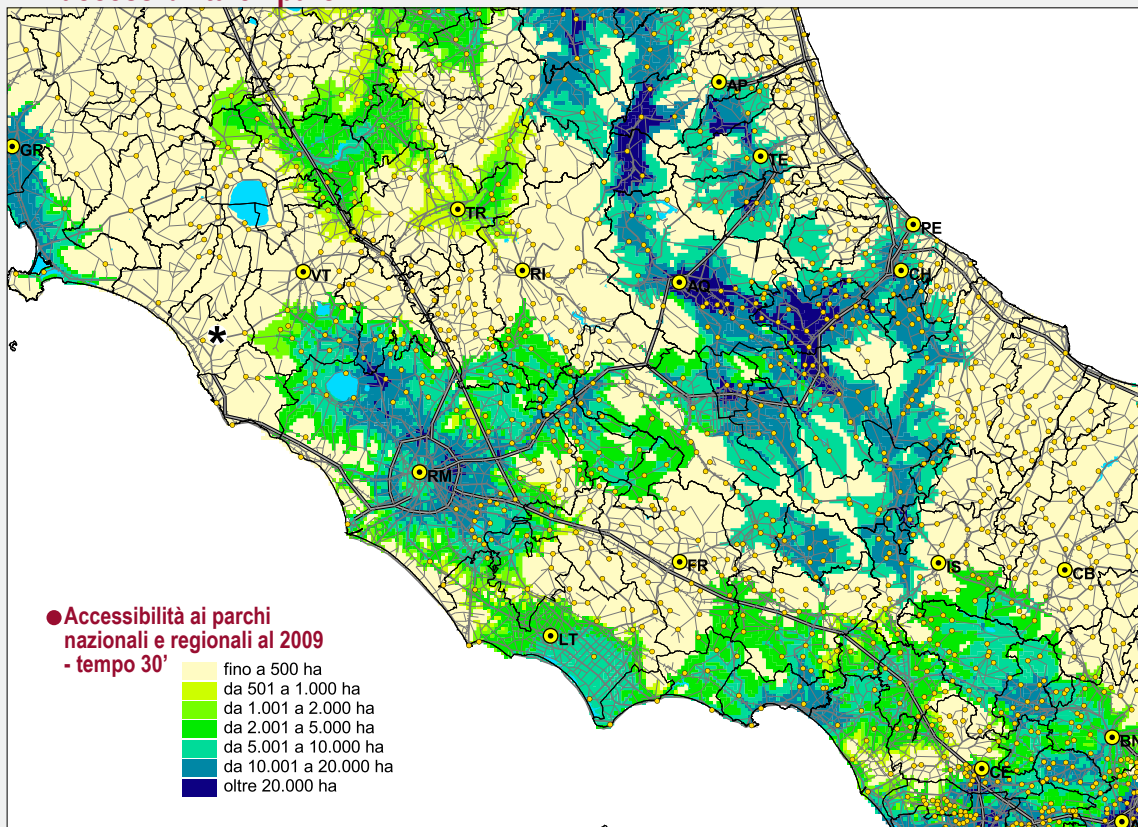 GR
AP
TE
TR
PE
VT
RI
AQ
CH
*
RM
FR
IS
CB
LT
BN
CE
Accessibilità ai parchi
nazionali e regionali al 2009
- tempo 30'
fino a 500 ha
da 501 a 1.000 ha
da 1.001 a 2.000 ha
da 2.001 a 5.000 ha
da 5.001 a 10.000 ha
da 10.001 a 20.000 ha
oltre 20.000 ha